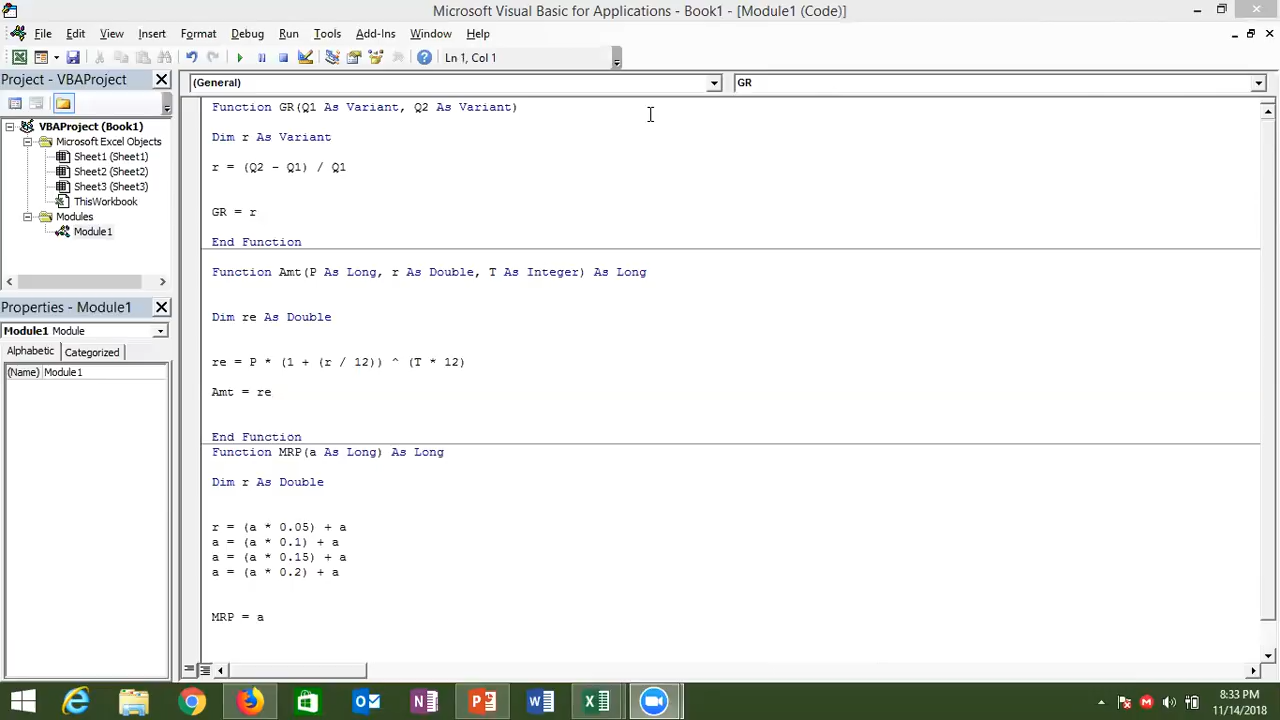 Microsoft Visual Basic for Applications - Book1 - [Module1 (Code)]
File Edit View Insert Format Debug Run Tools Add-Ins Window Help
Ln 1, Col 1
Project - VBAProject
(General)
GR
VBAProject (Book1)
Microsoft Excel Objects
Sheet1 (Sheet1)
Sheet2 (Sheet2)
Sheet3 (Sheet3)
ThisWorkbook
Modules
Module1
Properties - Module1
Module1 Module
Alphabetic Categorized
(Name) Module1
Function GR(Q1 As Variant, Q2 As Variant)
Dim r As Variant
r = (Q2 - Q1) / Q1
GR = r
End Function
Function Amt(P As Long, r As Double, T As Integer) As Long
Dim re As Double
re = P * (1 + (r / 12)) ^ (T * 12)
Amt = re
End Function
Function MRP(a As Long) As Long
Dim r As Double
r = (a * 0.05) + a
a = (a * 0.1) + a
a = (a * 0.15) + a
a = (a * 0.2) + a
MRP = a
8:33 PM
11/14/2018